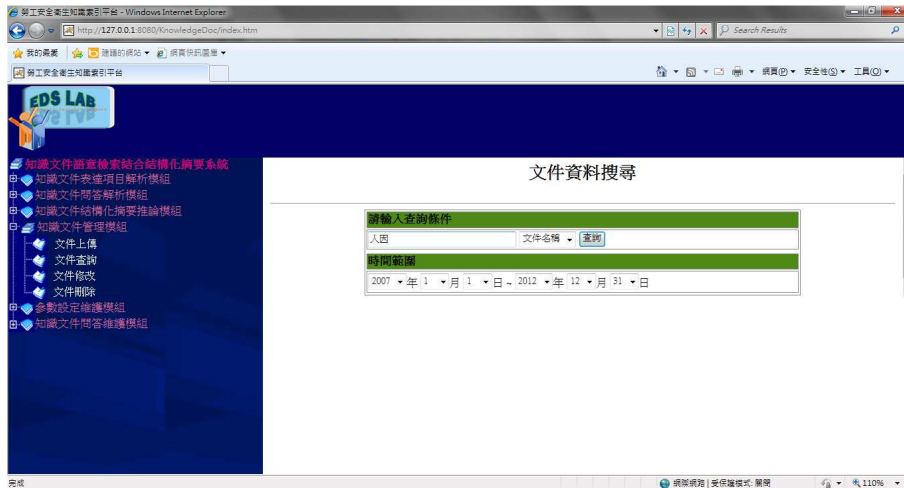 勞工安全衛生知識索引平台 - Windows Internet Explorer
http://127.0.0.1:8080/KnowledgeDoc/index.htm
Search Results
我的最愛 建議的網站 網頁快訊圖庫
勞工安全衛生知識索引平台
網頁(P) 安全性(S) 工具(O)
EDS LAB
知識文件語意檢索結合結構化摘要系統
知識文件表達項目解析模組
知識文件問答解析模組
知識文件結構化摘要推論模組
知識文件管理模組
文件上傳
文件查詢
文件修改
文件刪除
參數設定維護模組
知識文件問答維護模組
文件資料搜尋
請輸入查詢條件
人因 文件名稱 查詢
時間範圍
2007 年 1 月 1 日 ~ 2012 年 12 月 31 日
完成
網際網路 | 受保護模式: 關閉
110%